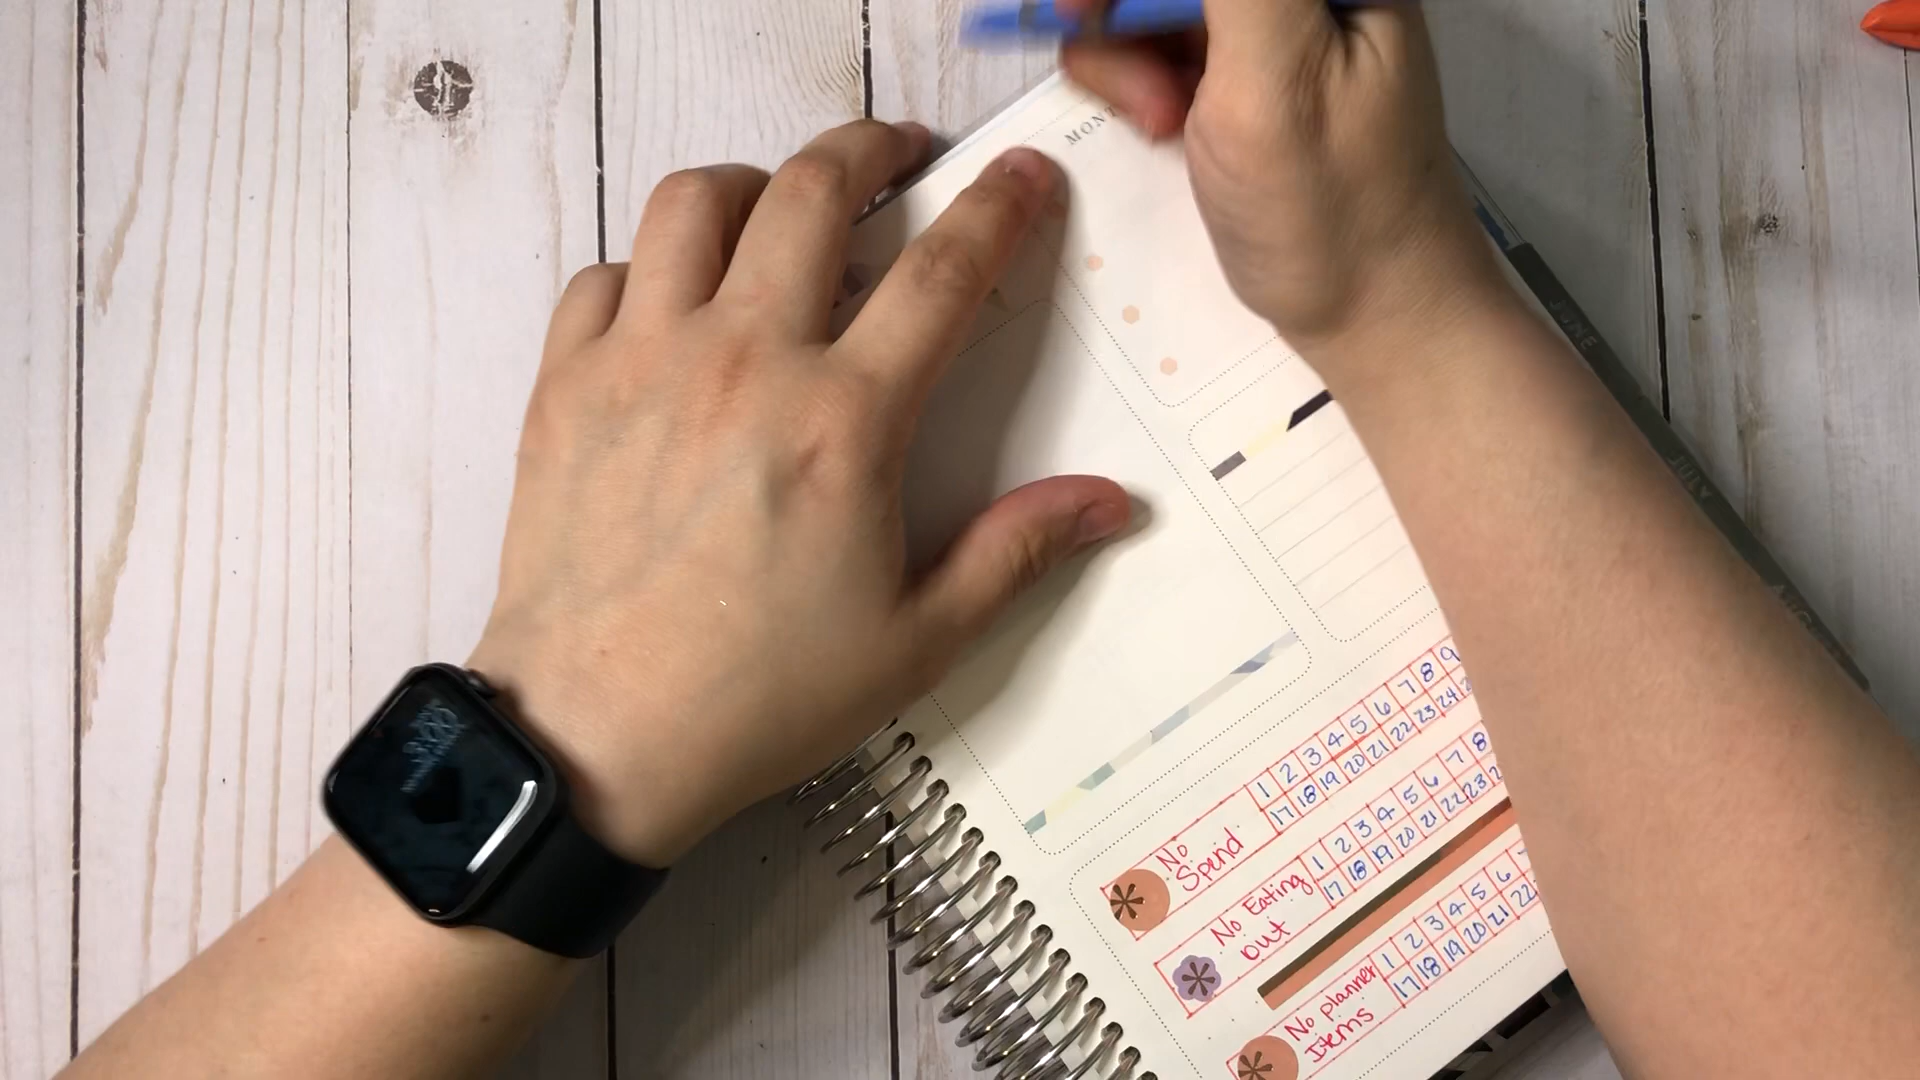 MONT
JUNE
JULY
No
Spend
1 2 3 4 5 6 7 8 9
17 18 19 20 21 22 23 24
No Eating
out
1 2 3 4 5 6 7 8
17 18 19 20 21 22 23
No planner
Items
1 2 3 4 5 6
17 18 19 20 21 22